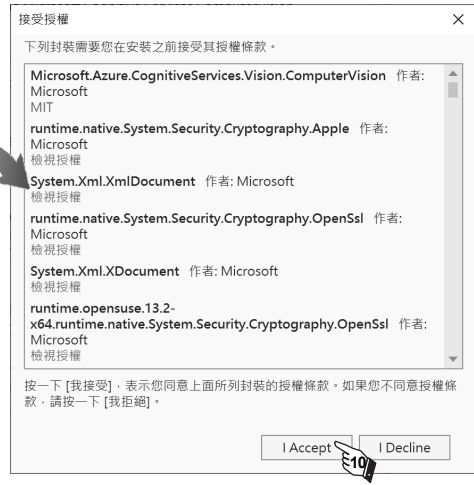 接受授權
下列封裝需要您在安裝之前接受其授權條款。
Microsoft.Azure.CognitiveServices.Vision.ComputerVision 作者:
Microsoft
MIT
runtime.native.System.Security.Cryptography.Apple 作者:
Microsoft
檢視授權
System.Xml.XmlDocument 作者: Microsoft
檢視授權
runtime.native.System.Security.Cryptography.OpenSsl 作者:
Microsoft
檢視授權
System.Xml.XDocument 作者: Microsoft
檢視授權
runtime.opensuse.13.2-
x64.runtime.native.System.Security.Cryptography.OpenSsl 作者:
Microsoft
檢視授權
按一下 [我接受]，表示您同意上面所列封裝的授權條款。如果您不同意授權條
款，請按一下 [我拒絕]。
I Accept I Decline
10